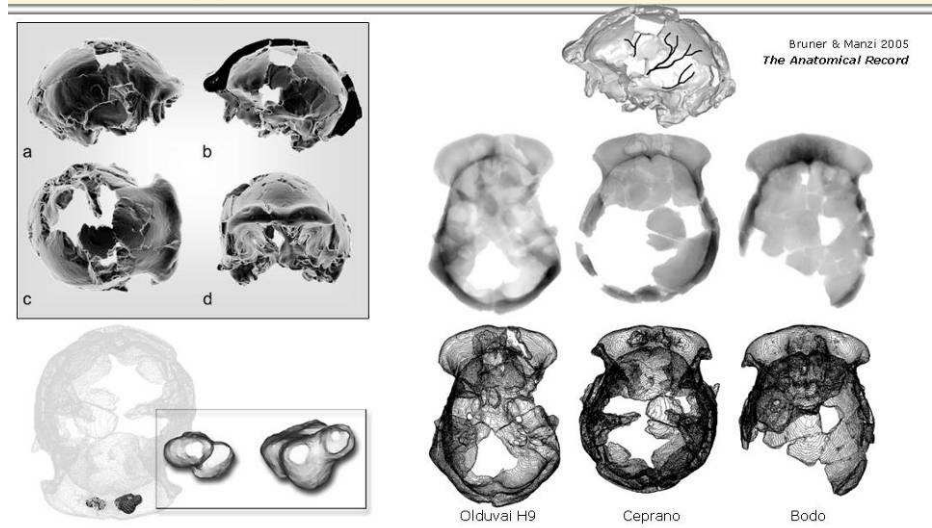 Bruner & Manzi 2005
The Anatomical Record
a
b
c
d
Olduvai H9
Ceprano
Bodo